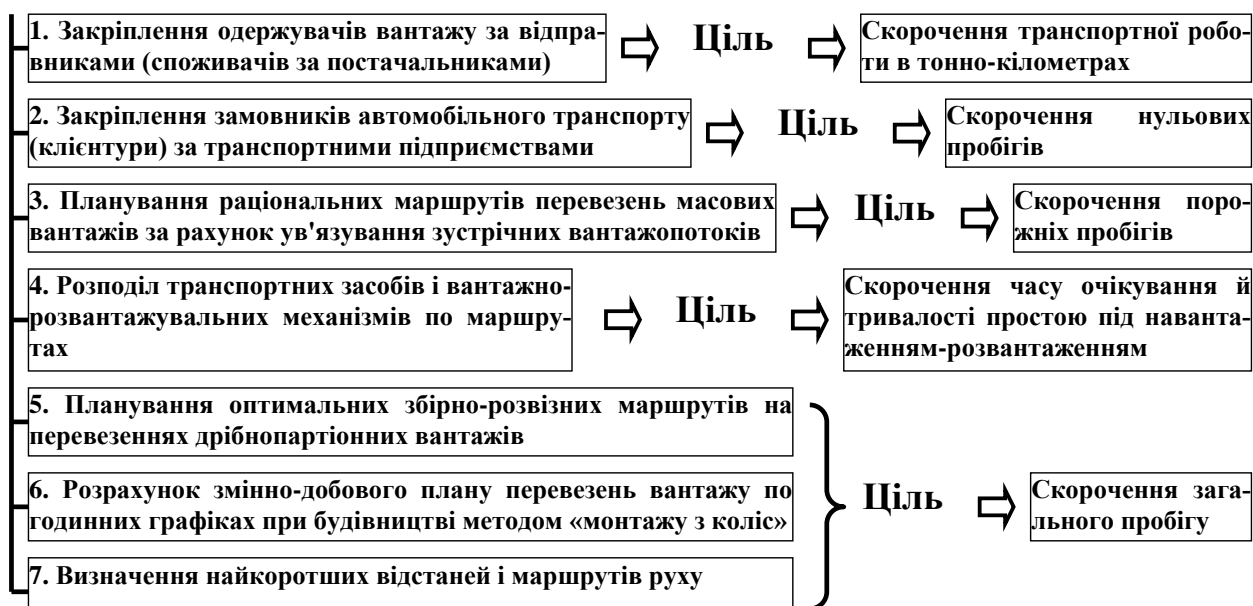 1. Закріплення одержувачів вантажу за відпра-
вниками (споживачів за постачальниками)
Ціль
Скорочення транспортної робо-
ти в тонно-кілометрах
2. Закріплення замовників автомобільного транспорту
(клієнтури) за транспортними підприємствами
Ціль
Скорочення нульових
пробігів
3. Планування раціональних маршрутів перевезень масових
вантажів за рахунок ув'язування зустрічних вантажопотоків
Ціль
Скорочення поро-
жніх пробігів
4. Розподіл транспортних засобів і вантажно-
розвантажувальних механізмів по маршру-
тах
Ціль
Скорочення часу очікування й
тривалості простою під наванта-
женням-розвантаженням
5. Планування оптимальних збірно-розвізних маршрутів на
перевезеннях дрібнопартіонних вантажів
6. Розрахунок змінно-добового плану перевезень вантажу по
годинних графіках при будівництві методом «монтажу з коліс»
7. Визначення найкоротших відстаней і маршрутів руху
Ціль
Скорочення зага-
льного пробігу